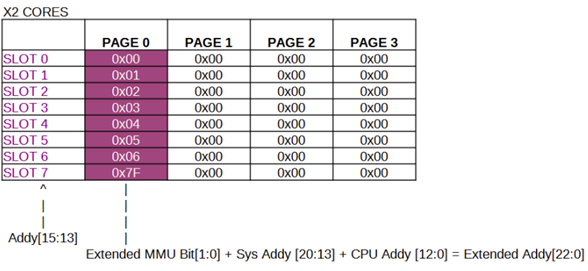 X2 CORES
PAGE 0 PAGE 1 PAGE 2 PAGE 3
SLOT 0 0x00 0x00 0x00 0x00
SLOT 1 0x01 0x00 0x00 0x00
SLOT 2 0x02 0x00 0x00 0x00
SLOT 3 0x03 0x00 0x00 0x00
SLOT 4 0x04 0x00 0x00 0x00
SLOT 5 0x05 0x00 0x00 0x00
SLOT 6 0x06 0x00 0x00 0x00
SLOT 7 0x7F 0x00 0x00 0x00
^ |
| |
| |
Addy[15:13] |
Extended MMU Bit[1:0] + Sys Addy [20:13] + CPU Addy [12:0] = Extended Addy[22:0]